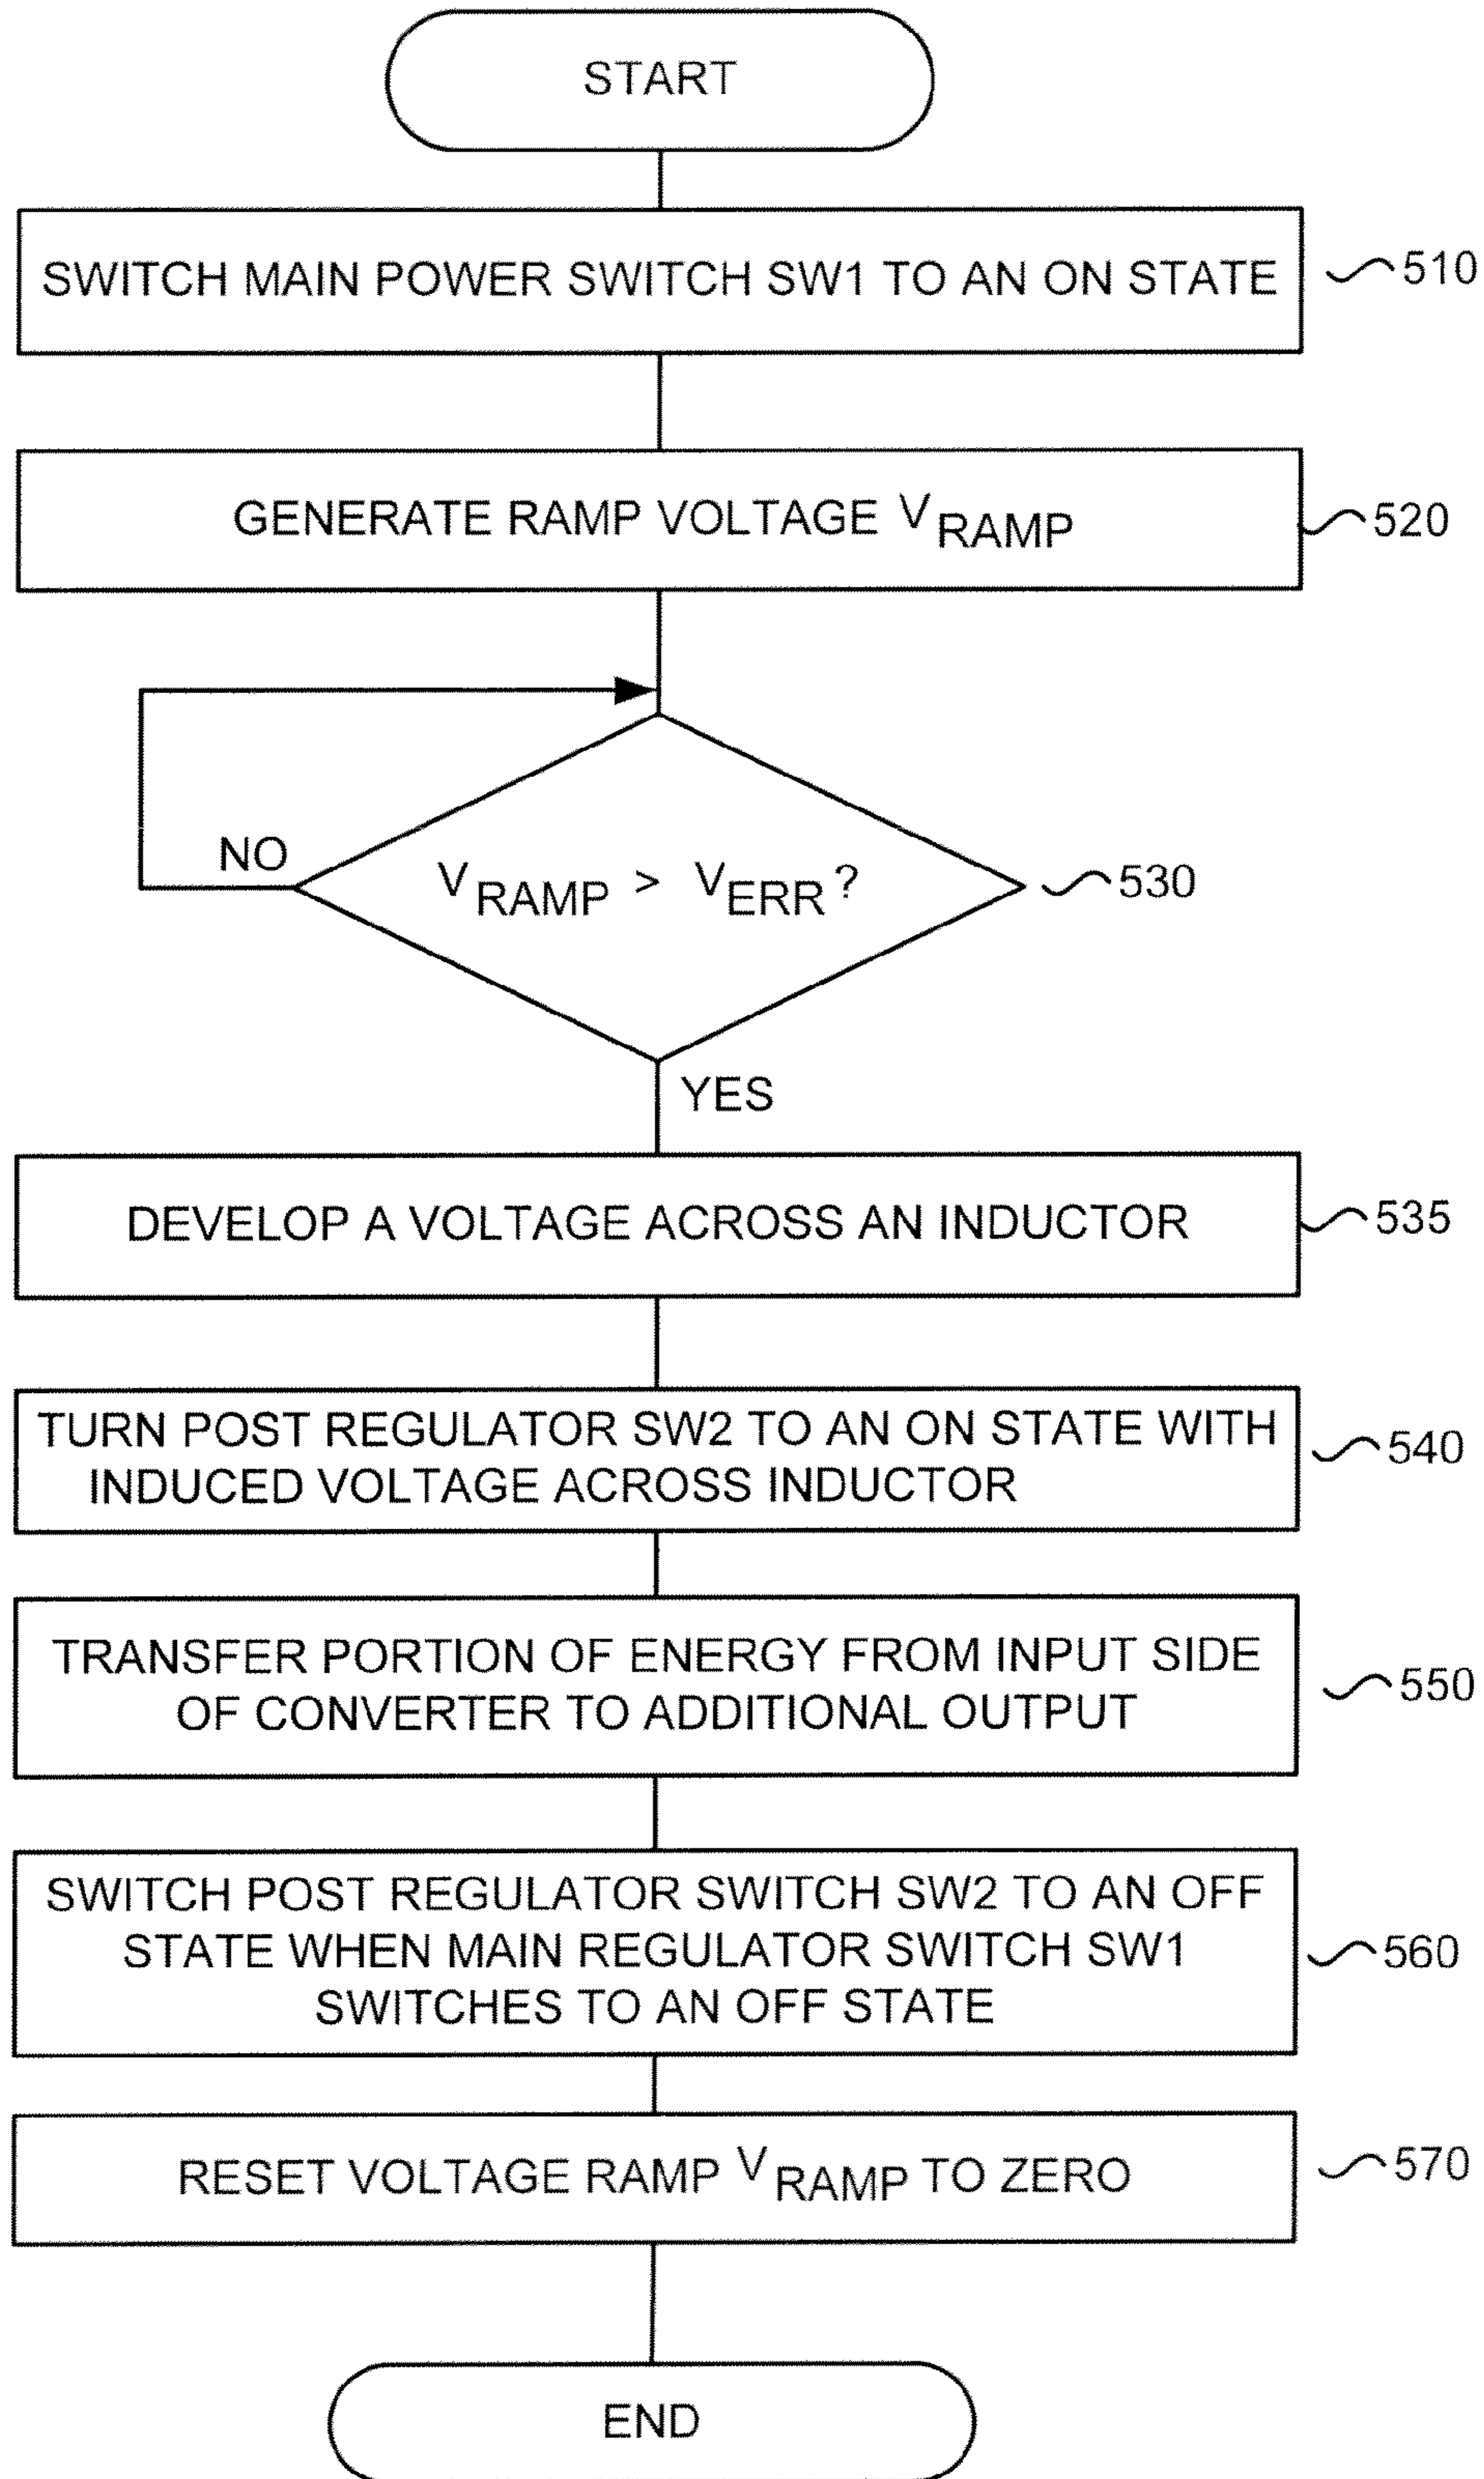 START
SWITCH MAIN POWER SWITCH SW1 TO AN ON STATE
510
GENERATE RAMP VOLTAGE V RAMP
520
NO
V RAMP > V ERR ?
530
YES
DEVELOP A VOLTAGE ACROSS AN INDUCTOR
535
TURN POST REGULATOR SW2 TO AN ON STATE WITH
INDUCED VOLTAGE ACROSS INDUCTOR
540
TRANSFER PORTION OF ENERGY FROM INPUT SIDE
OF CONVERTER TO ADDITIONAL OUTPUT
550
SWITCH POST REGULATOR SWITCH SW2 TO AN OFF
STATE WHEN MAIN REGULATOR SWITCH SW1
SWITCHES TO AN OFF STATE
560
RESET VOLTAGE RAMP V RAMP TO ZERO
570
END